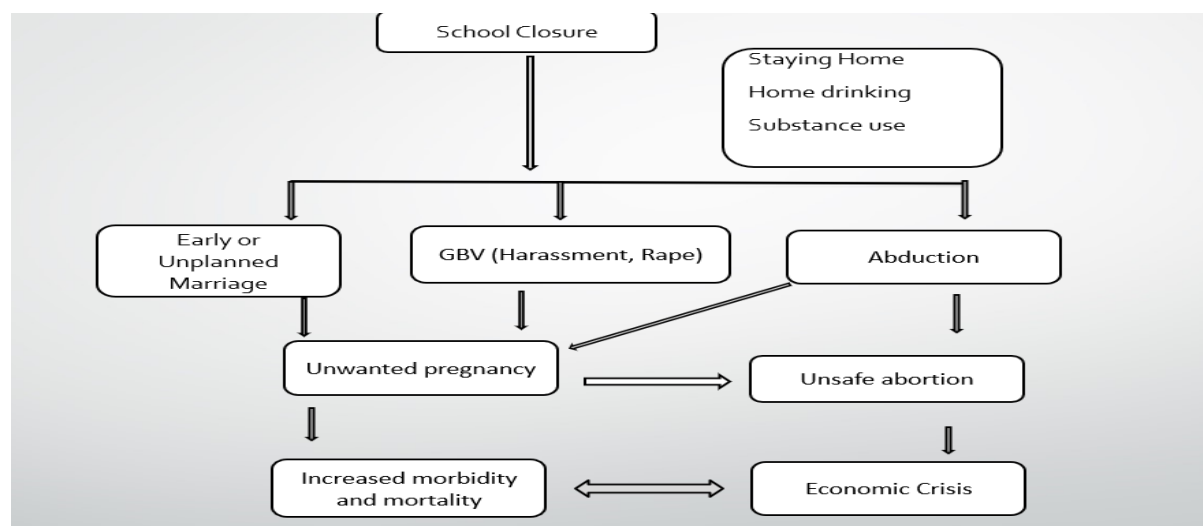 School Closure
Staying Home
Home drinking
Substance use
Early or
Unplanned
Marriage
GBV (Harassment, Rape)
Abduction
Unwanted pregnancy
Unsafe abortion
Increased morbidity
and mortality
Economic Crisis